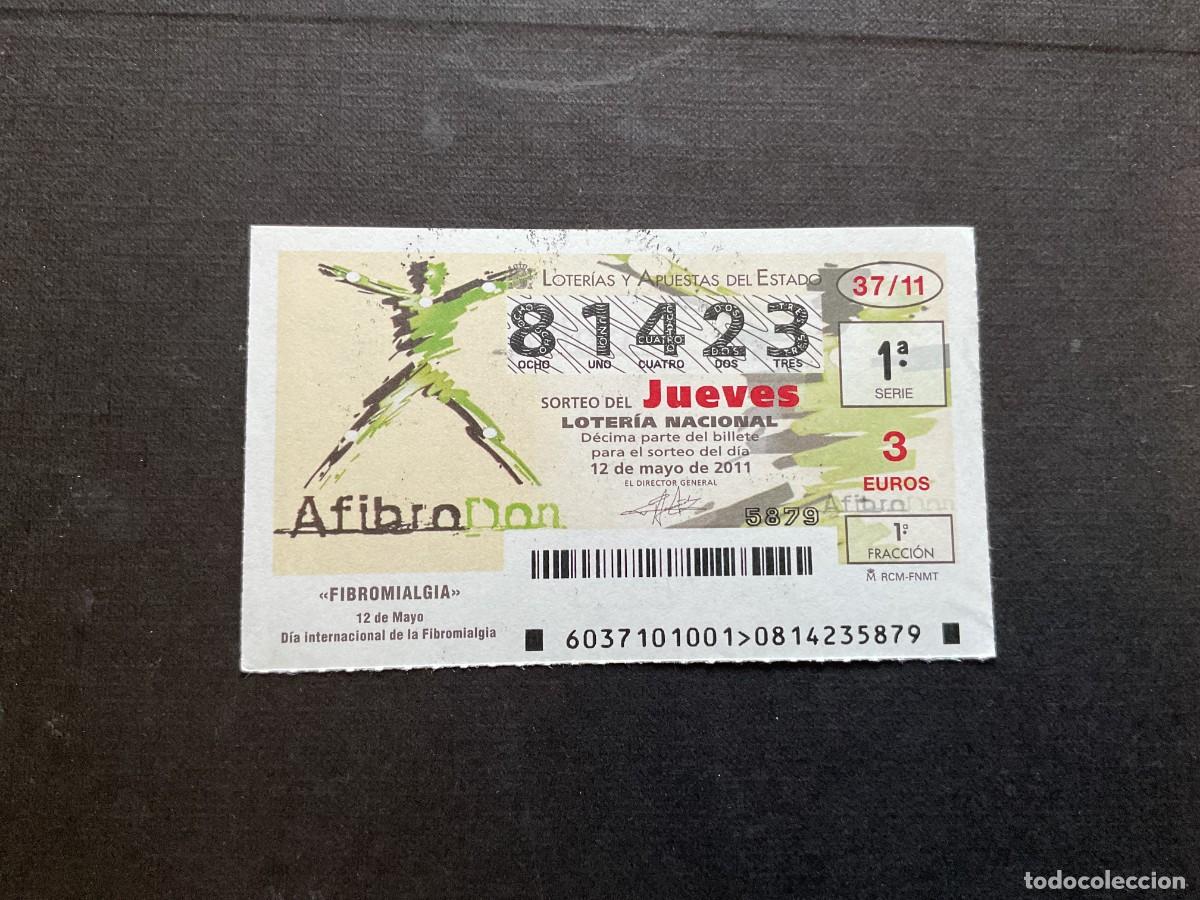 LOTERÍAS Y APUESTAS DEL ESTADO
37/11
81423
OCHO UNO CUATRO DOS TRES
1ª
SERIE
SORTEO DEL Jueves
LOTERÍA NACIONAL
Décima parte del billete
para el sorteo del día
12 de mayo de 2011
EL DIRECTOR GENERAL
3
EUROS
5879
AfibroDon
AfibroDon
1ª
FRACCIÓN
M RCM-FNMT
«FIBROMIALGIA»
12 de Mayo
Día internacional de la Fibromialgia
6037101001>0814235879
todocoleccion